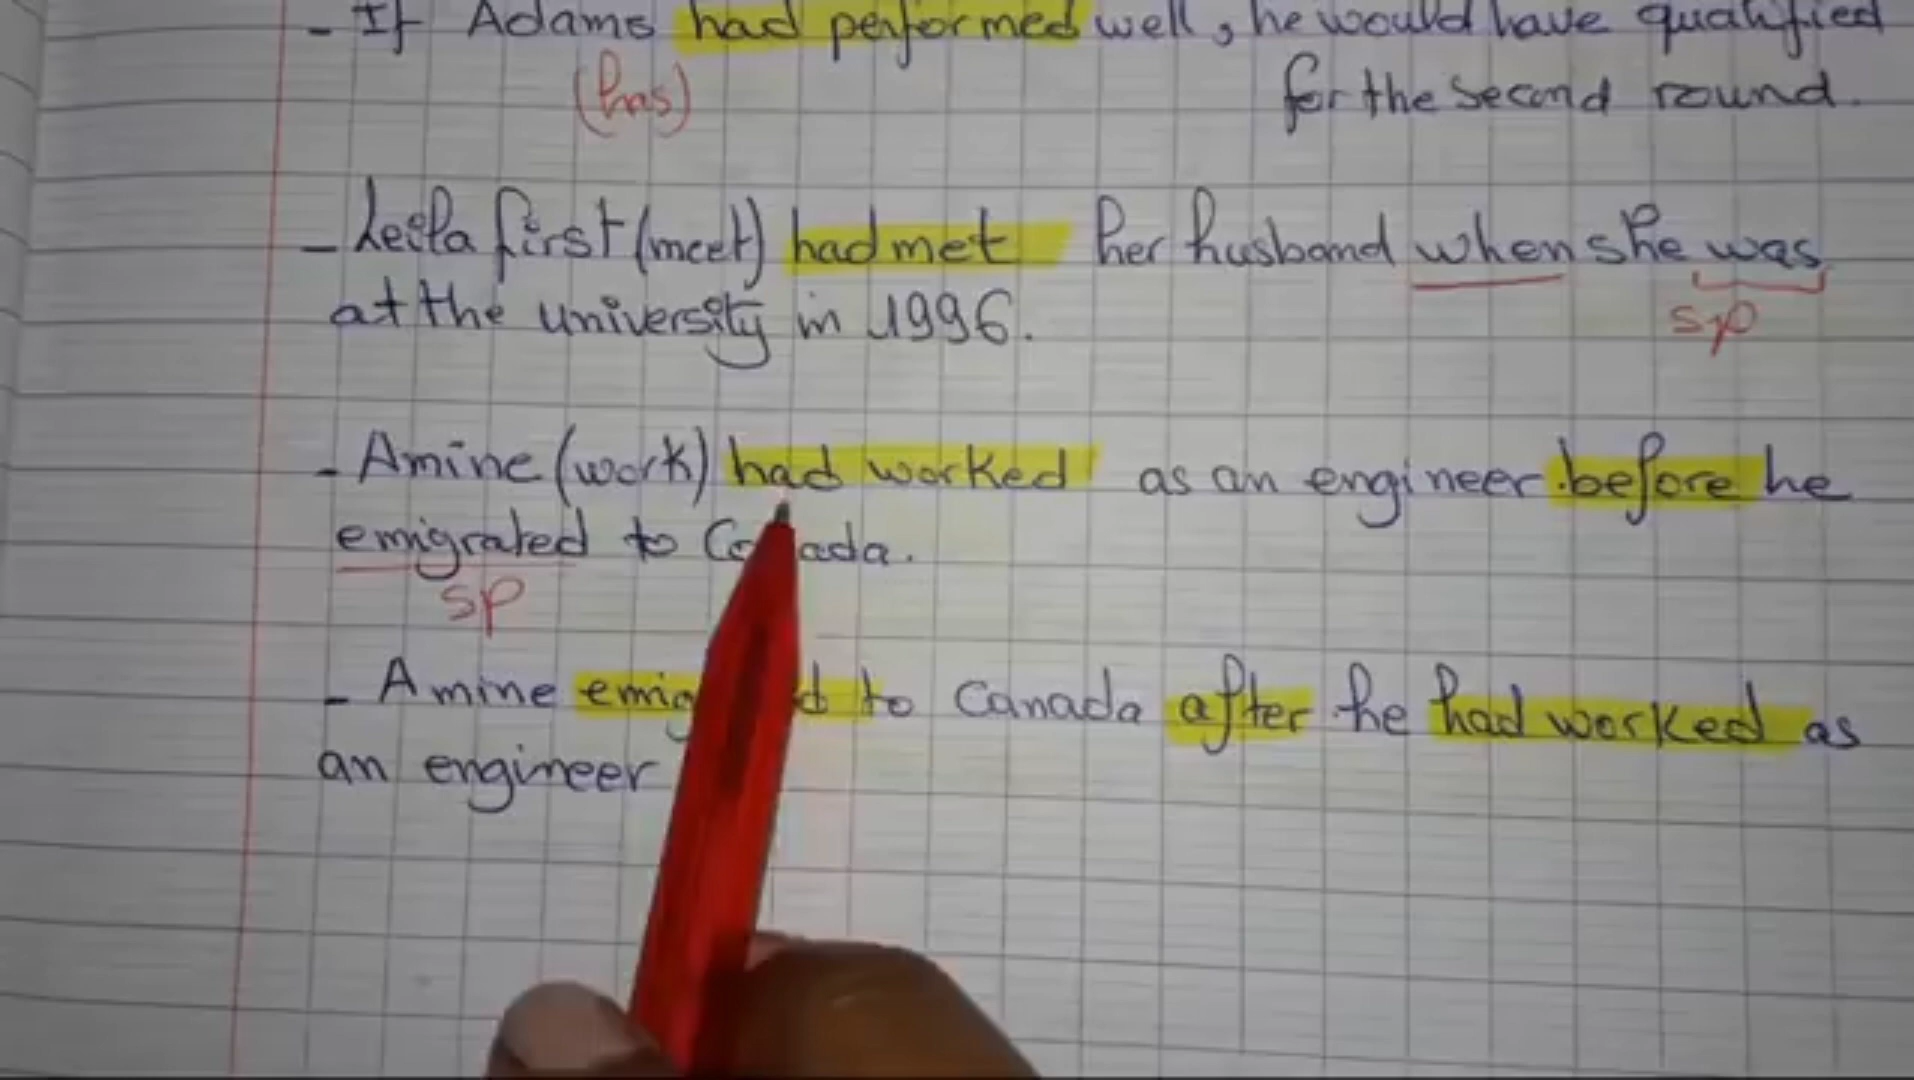 - If Adams had performed well, he would have qualified
(has) for the second round.
- Leila first (meet) had met her husband when she was
sp
at the university in 1996.
- Amine (work) had worked as an engineer before he
emigrated to Canada.
sp
- Amine to Canada after he had worked as
an engineer